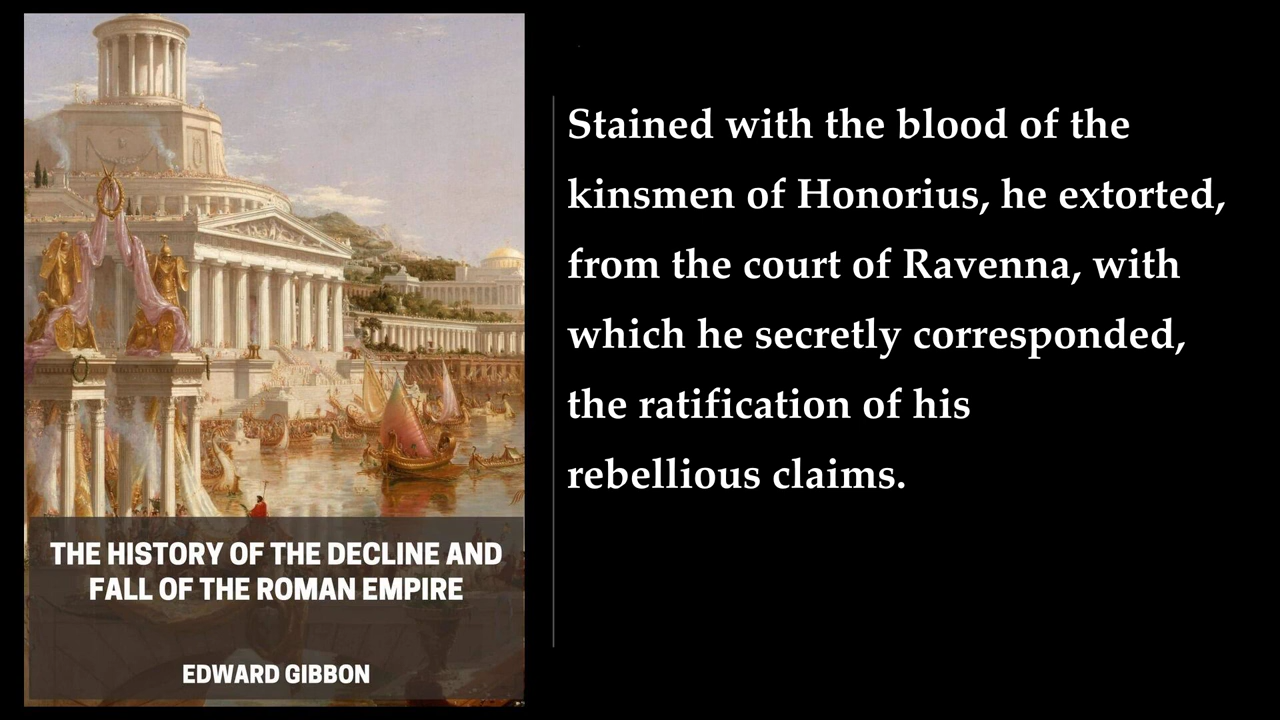 Stained with the blood of the
kinsmen of Honorius, he extorted,
from the court of Ravenna, with
which he secretly corresponded,
the ratification of his
rebellious claims.
THE HISTORY OF THE DECLINE AND
FALL OF THE ROMAN EMPIRE
EDWARD GIBBON